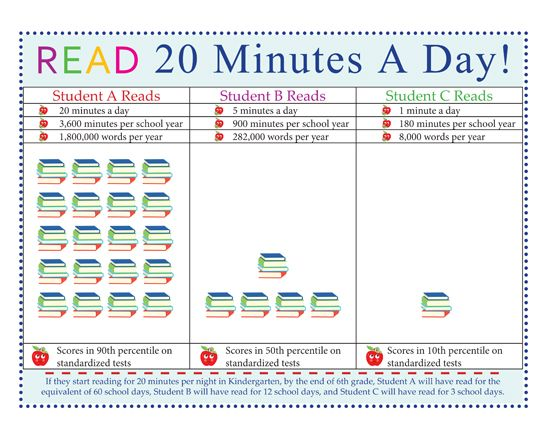 READ 20 Minutes A Day!
Student A Reads
20 minutes a day
3,600 minutes per school year
1,800,000 words per year
Scores in 90th percentile on
standardized tests
Student B Reads
5 minutes a day
900 minutes per school year
282,000 words per year
Scores in 50th percentile on
standardized tests
Student C Reads
1 minute a day
180 minutes per school year
8,000 words per year
Scores in 10th percentile on
standardized tests
If they start reading for 20 minutes per night in Kindergarten, by the end of 6th grade, Student A will have read for the
equivalent of 60 school days, Student B will have read for 12 school days, and Student C will have read for 3 school days.